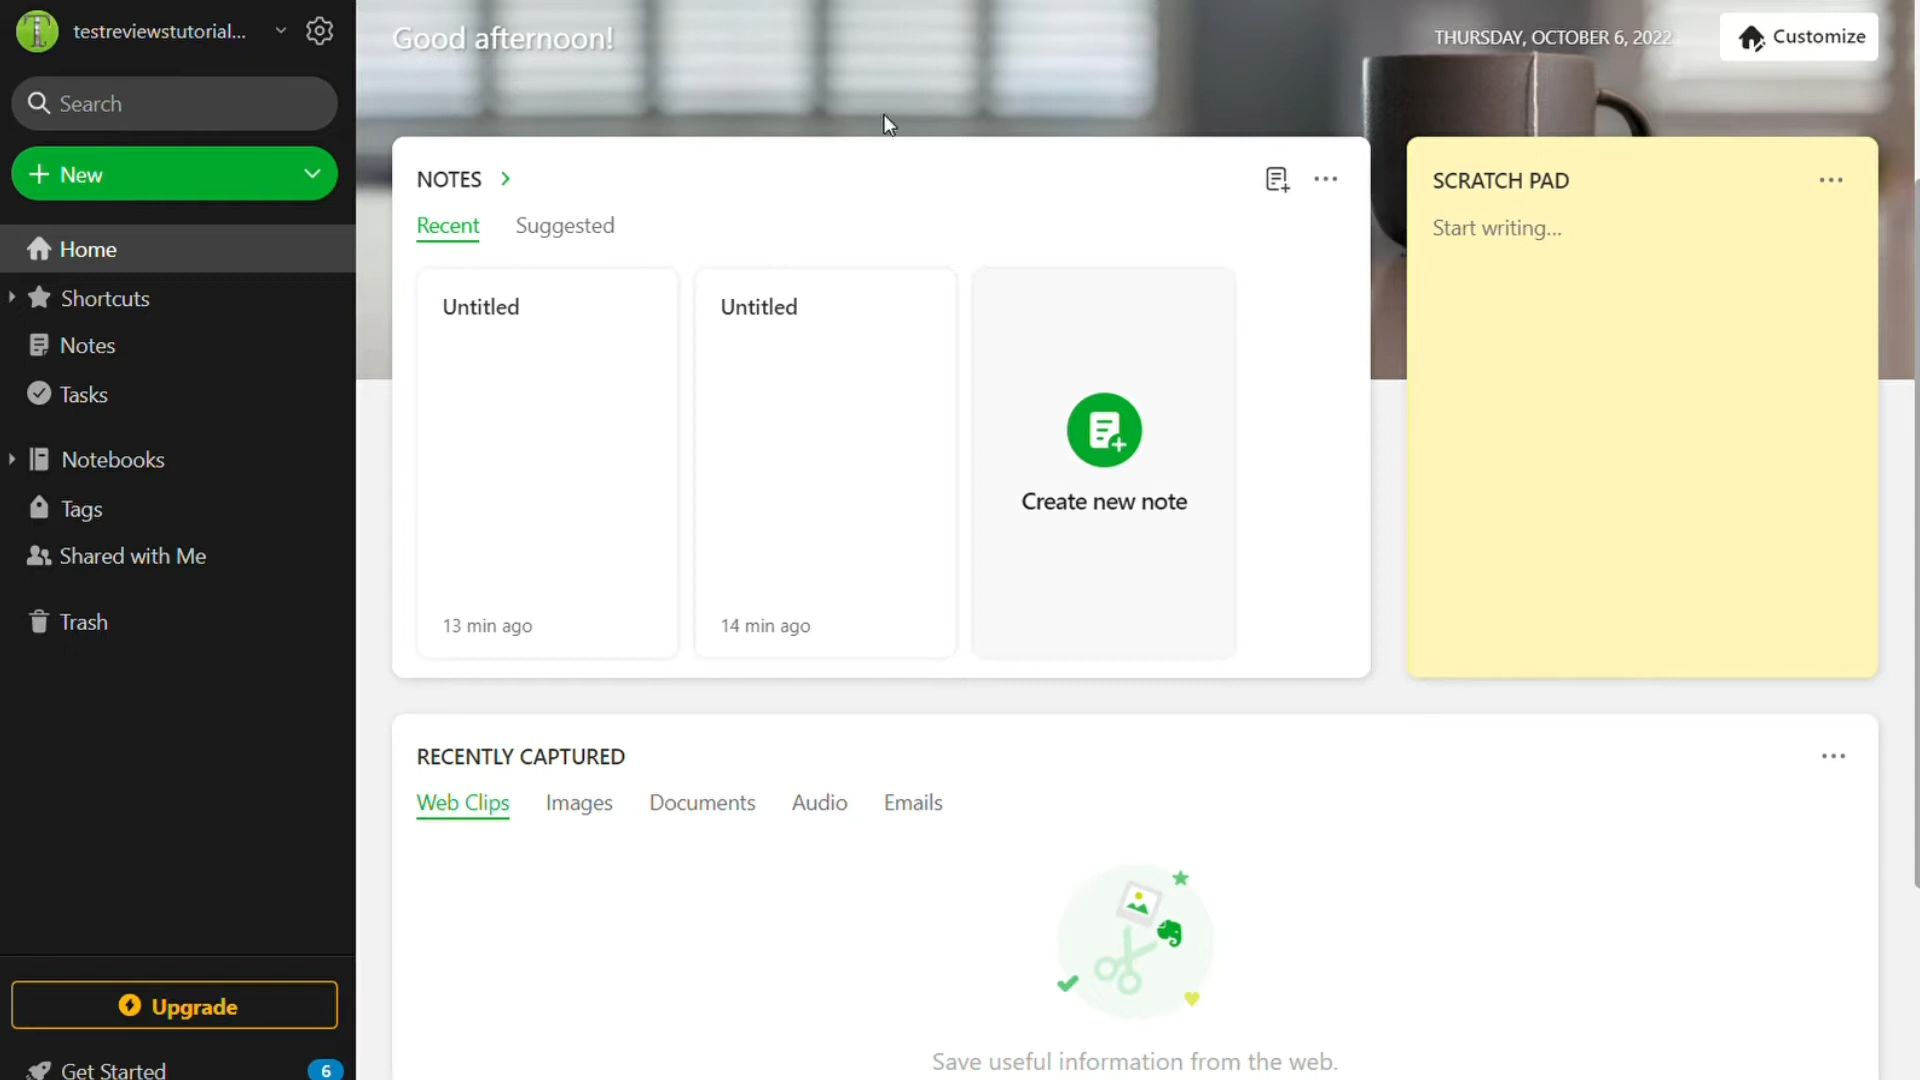 testreviewstutorial...
Search
New
Home
Shortcuts
Notes
Tasks
Notebooks
Tags
Shared with Me
Trash
Upgrade
Get Started 6
Good afternoon!
THURSDAY, OCTOBER 6, 2022
Customize
NOTES
Recent Suggested
Untitled
13 min ago
Untitled
14 min ago
Create new note
SCRATCH PAD
Start writing...
RECENTLY CAPTURED
Web Clips Images Documents Audio Emails
Save useful information from the web.